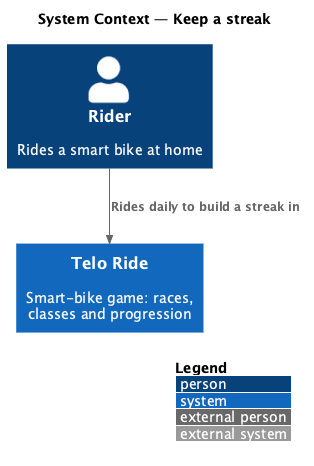 System Context — Keep a streak
Rider
Rides a smart bike at home
Rides daily to build a streak in
Telo Ride
Smart-bike game: races,
classes and progression
Legend
person
system
external person
external system